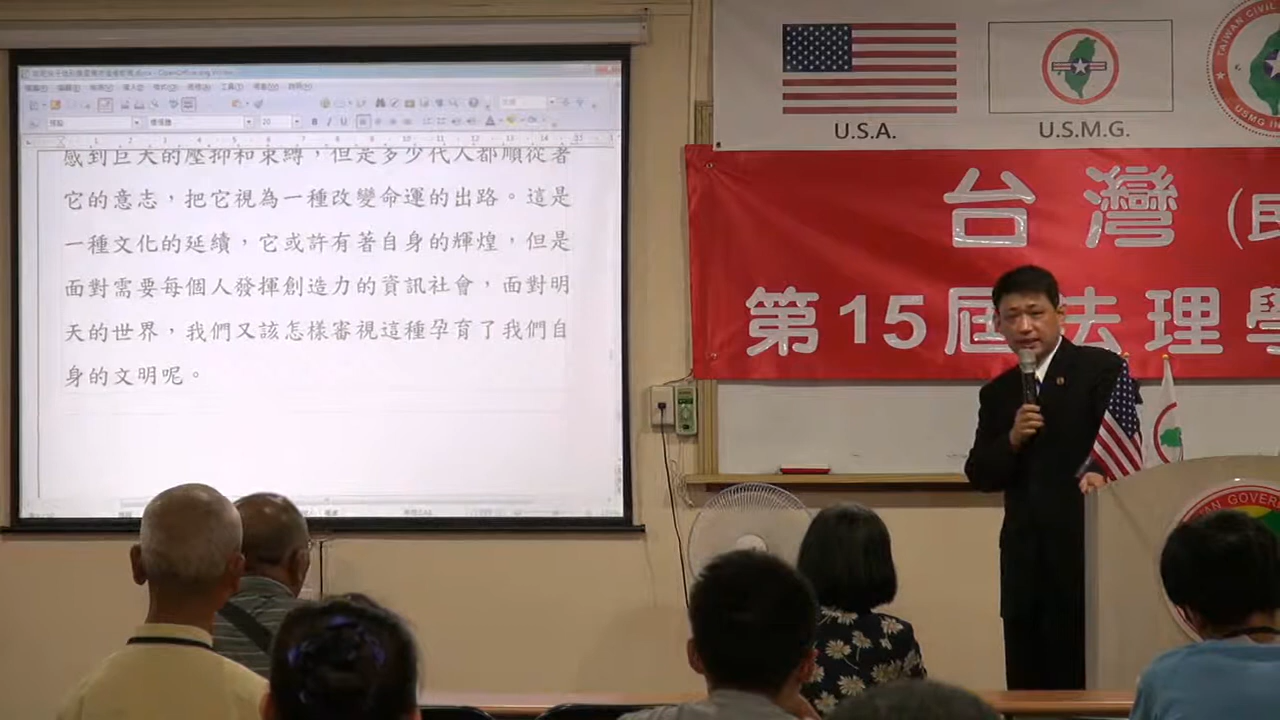 感到巨大的壓抑和束縛，但是多少代人都順從著
它的意志，把它視為一種改變命運的出路。這是
一種文化的延續，它或許有著自身的輝煌，但是
面對需要每個人發揮創造力的資訊社會，面對明
天的世界，我們又該怎樣審視這種孕育了我們自
身的文明呢。
U.S.A.
U.S.M.G.
TAIWAN CIVIL
USMG
台灣
第15屆法理學
GOVER